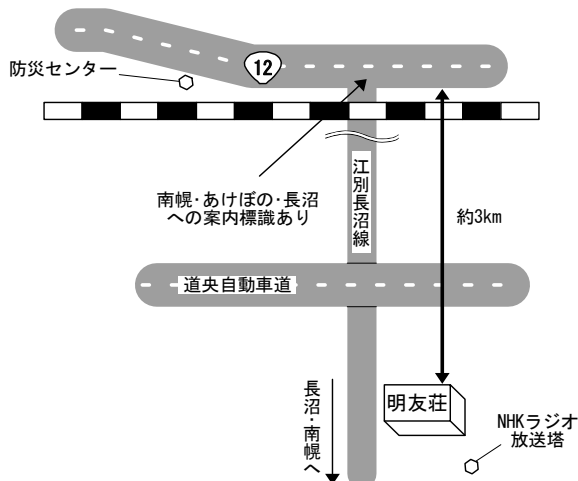 12
防災センター
南幌・あけぼの・長沼
への案内標識あり
江別長沼線
約3km
道央自動車道
長沼・南幌へ
明友荘
NHKラジオ
放送塔